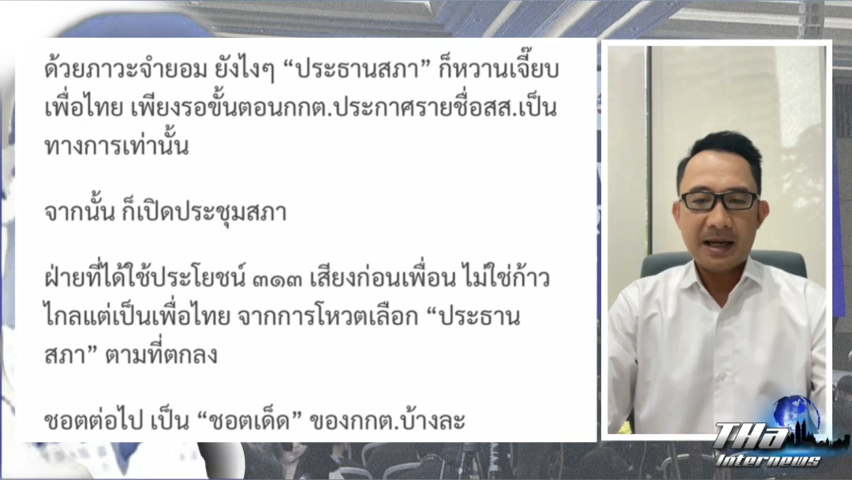 ด้วยภาวะจำยอม ยังไงๆ “ประธานสภา” ก็หวานเจี๊ยบ
เพื่อไทย เพียงรอขั้นตอนกกต.ประกาศรายชื่อสส.เป็น
ทางการเท่านั้น
จากนั้น ก็เปิดประชุมสภา
ฝ่ายที่ได้ใช้ประโยชน์ ๓๑๓ เสียงก่อนเพื่อน ไม่ใช่ก้าว
ไกลแต่เป็นเพื่อไทย จากการโหวตเลือก “ประธาน
สภา” ตามที่ตกลง
ช็อตต่อไป เป็น “ช็อตเด็ด” ของกกต.บ้างละ
THa
Internews